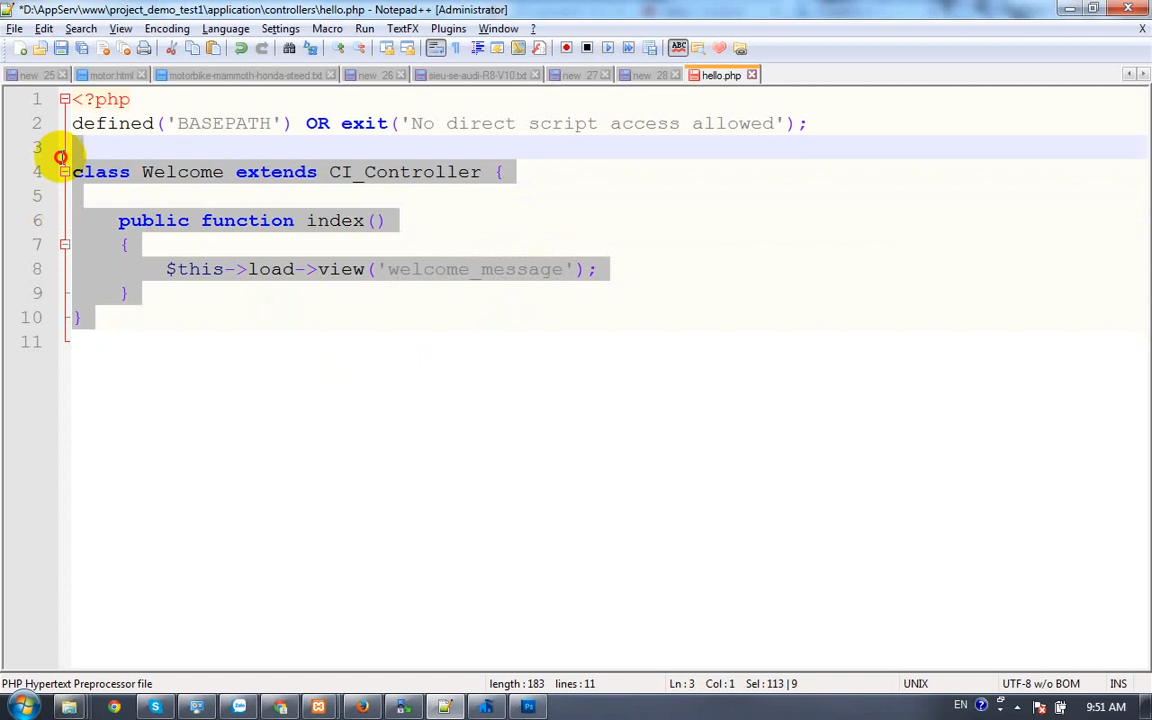 *D:\AppServ\www\project_demo_test1\application\controllers\hello.php - Notepad++ [Administrator]
File Edit Search View Encoding Language Settings Macro Run TextFX Plugins Window ? X
new 25 motor.html motorbike-mammoth-honda-steed.txt new 26 sieu-se-audi-R8-V10.txt new 27 new 28 hello.php
1 <?php
2 defined('BASEPATH') OR exit('No direct script access allowed');
3
4 class Welcome extends CI_Controller {
5
6 public function index()
7 {
8 $this->load->view('welcome_message');
9 }
10 }
11
PHP Hypertext Preprocessor file length : 183 lines : 11 Ln : 3 Col : 1 Sel : 113 | 9 UNIX UTF-8 w/o BOM INS
EN 9:51 AM